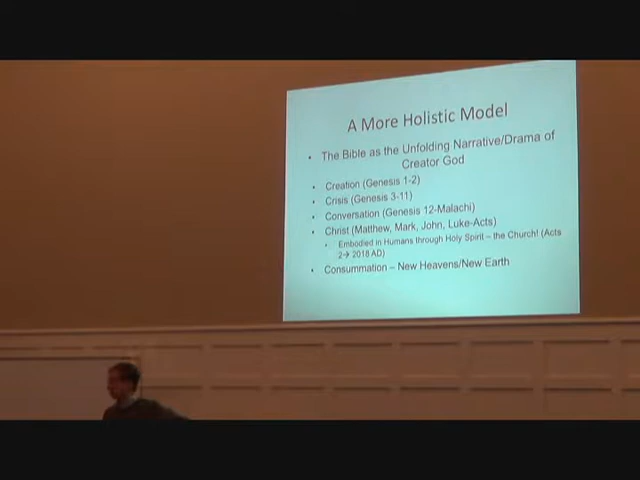 A More Holistic Model
• The Bible as the Unfolding Narrative/Drama of
Creator God
• Creation (Genesis 1-2)
• Crisis (Genesis 3-11)
• Conversation (Genesis 12-Malachi)
• Christ (Matthew, Mark, John, Luke-Acts)
• Embodied in Humans through Holy Spirit – the Church! (Acts
2→ 2018 AD)
• Consummation – New Heavens/New Earth